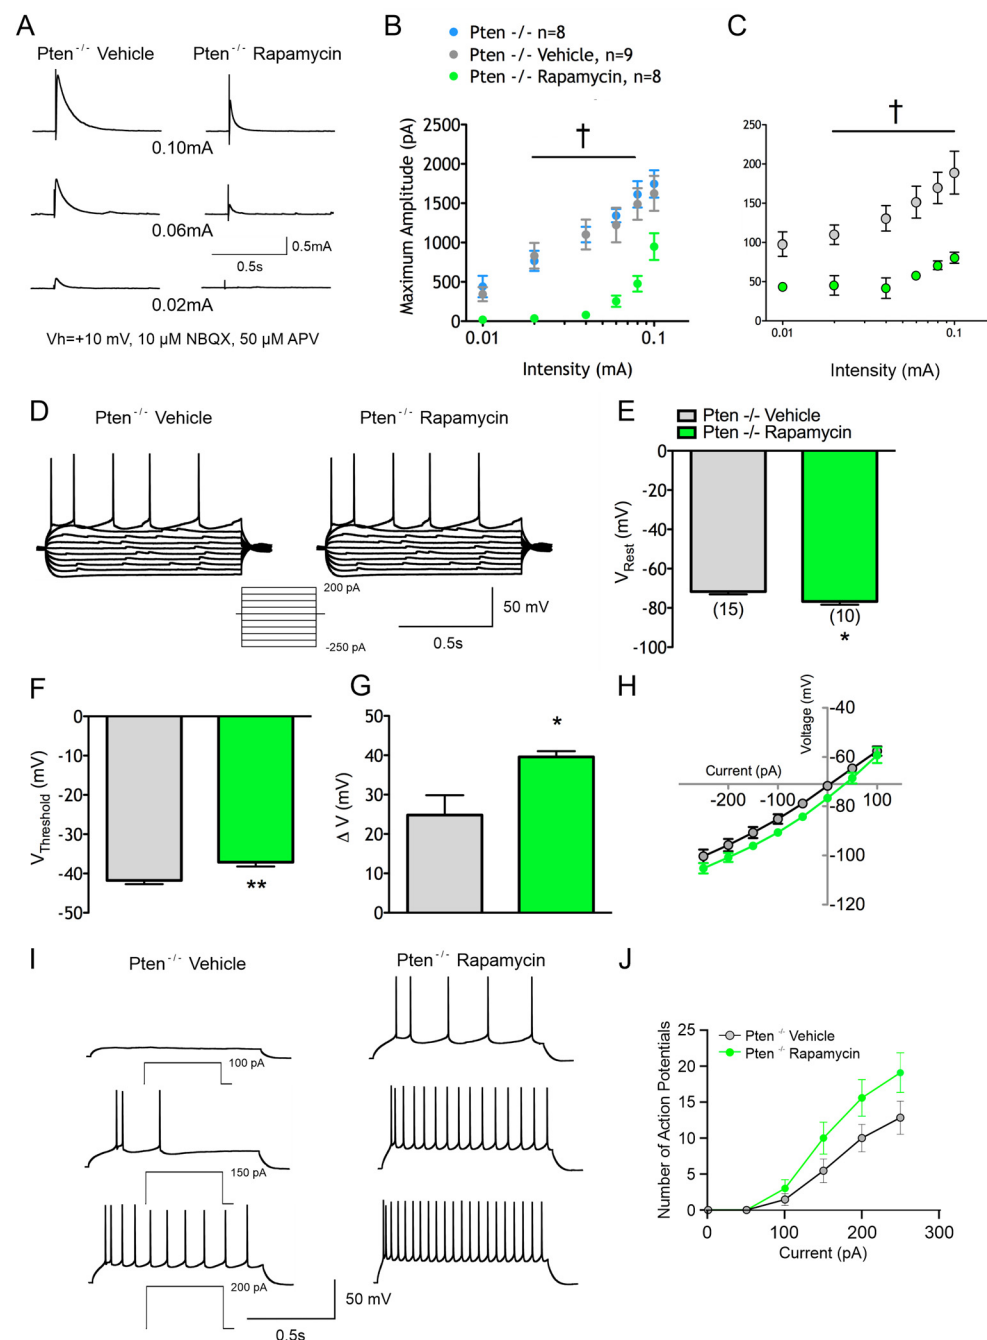 A
Pten -/- Vehicle
Pten -/- Rapamycin
0.10mA
0.06mA
0.5mA
0.5s
0.02mA
Vh=+10 mV, 10 µM NBQX, 50 µM APV
B
Pten -/- n=8
Pten -/- Vehicle, n=9
Pten -/- Rapamycin, n=8
†
Maximum Amplitude (pA)
2500
2000
1500
1000
500
0
0.01
0.1
Intensity (mA)
C
†
250
200
150
100
50
0
0.01
0.1
Intensity (mA)
D
Pten -/- Vehicle
Pten -/- Rapamycin
200 pA
-250 pA
50 mV
0.5s
E
Pten -/- Vehicle
Pten -/- Rapamycin
VRest (mV)
0
-20
-40
-60
-80
-100
(15)
(10)
*
F
VThreshold (mV)
0
-10
-20
-30
-40
-50
**
G
Δ V (mV)
50
40
30
20
10
0
*
H
Voltage (mV)
-40
-60
-80
-100
-120
Current (pA)
-200
-100
100
I
Pten -/- Vehicle
Pten -/- Rapamycin
100 pA
150 pA
200 pA
50 mV
0.5s
J
Pten -/- Vehicle
Pten -/- Rapamycin
Number of Action Potentials
25
20
15
10
5
0
0
100
200
300
Current (pA)